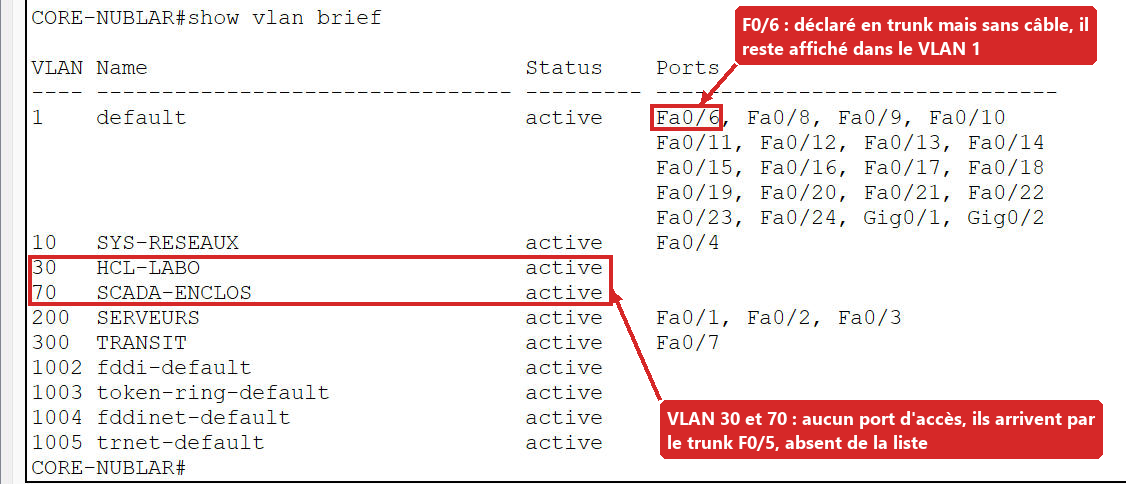 CORE-NUBLAR#show vlan brief
F0/6 : déclaré en trunk mais sans câble, il
reste affiché dans le VLAN 1
VLAN Name Status Ports
---- -------------------------------- --------- -------------------------------
1 default active Fa0/6, Fa0/8, Fa0/9, Fa0/10
Fa0/11, Fa0/12, Fa0/13, Fa0/14
Fa0/15, Fa0/16, Fa0/17, Fa0/18
Fa0/19, Fa0/20, Fa0/21, Fa0/22
Fa0/23, Fa0/24, Gig0/1, Gig0/2
10 SYS-RESEAUX active Fa0/4
30 HCL-LABO active
70 SCADA-ENCLOS active
200 SERVEURS active Fa0/1, Fa0/2, Fa0/3
300 TRANSIT active Fa0/7
1002 fddi-default active
1003 token-ring-default active
1004 fddinet-default active
1005 trnet-default active
VLAN 30 et 70 : aucun port d'accès, ils arrivent par
le trunk F0/5, absent de la liste
CORE-NUBLAR#